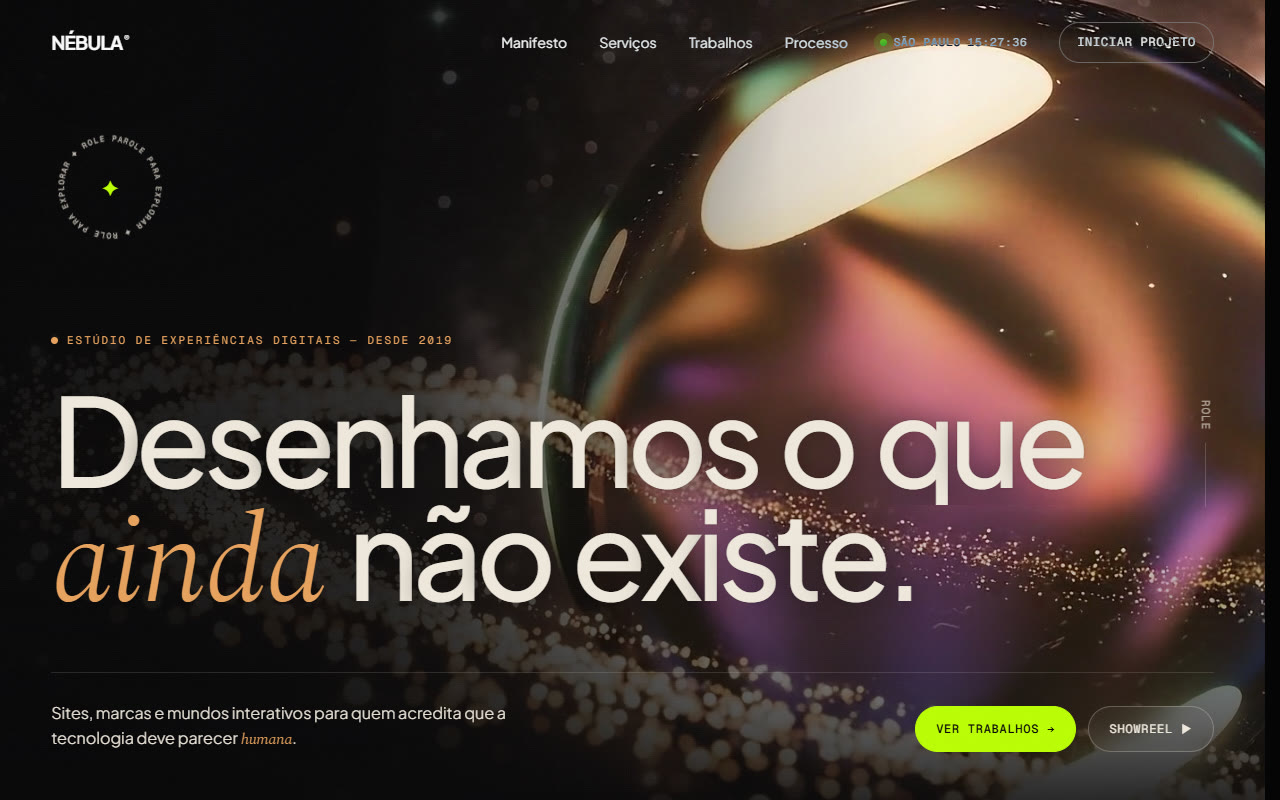 NÉBULA®
Manifesto Serviços Trabalhos Processo SÃO PAULO 15:27:36 INICIAR PROJETO
ROLE PARA EXPLORAR ✦ ROLE PARA EXPLORAR ✦ ROLE PA
ESTÚDIO DE EXPERIÊNCIAS DIGITAIS — DESDE 2019
Desenhamos o que
ainda não existe.
ROLE
Sites, marcas e mundos interativos para quem acredita que a
tecnologia deve parecer humana.
VER TRABALHOS →
SHOWREEL ▶